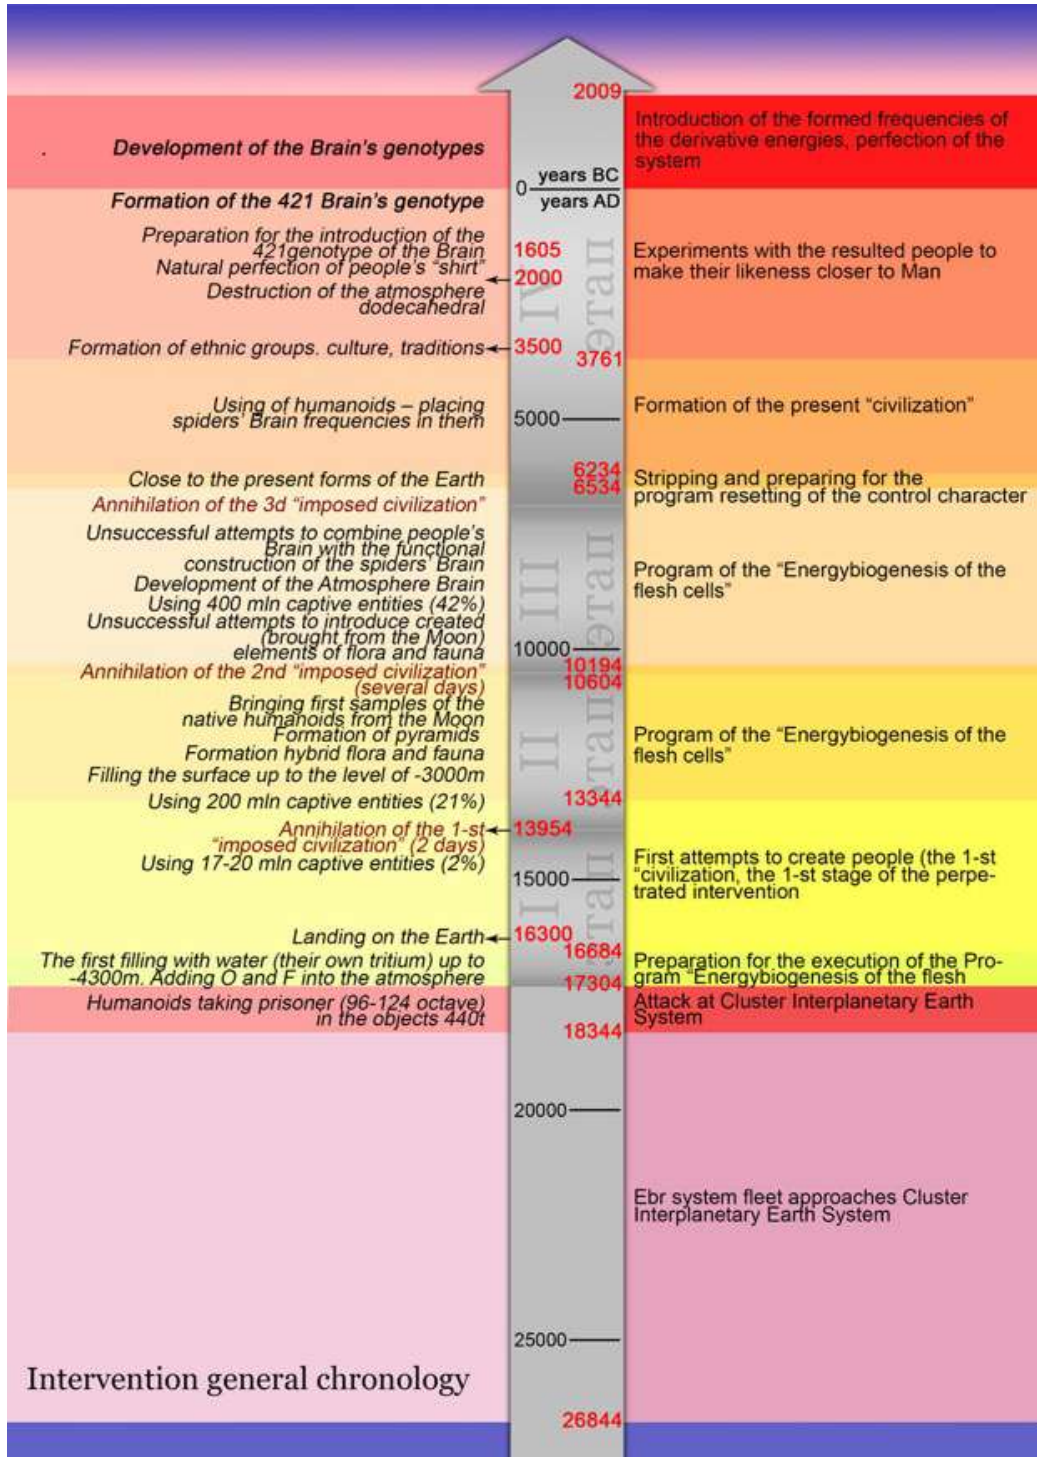 2009
Introduction of the formed frequencies of
the derivative energies, perfection of the
system
. Development of the Brain's genotypes
years BC
0
years AD
Formation of the 421 Brain's genotype
Preparation for the introduction of the
421genotype of the Brain
1605
Natural perfection of people's "shirt"
2000
Destruction of the atmosphere
dodecahedral
Experiments with the resulted people to
make their likeness closer to Man
IV этап
Formation of ethnic groups. culture, traditions
3500
3761
Using of humanoids – placing
spiders' Brain frequencies in them
5000
Formation of the present "civilization"
6234
Close to the present forms of the Earth
6534
Stripping and preparing for the
program resetting of the control character
Annihilation of the 3d "imposed civilization"
Unsuccessful attempts to combine people's
Brain with the functional
construction of the spiders' Brain
Development of the Atmosphere Brain
Using 400 mln captive entities (42%)
Unsuccessful attempts to introduce created
(brought from the Moon)
elements of flora and fauna
III этап
Program of the "Energybiogenesis of the
flesh cells"
10000
10194
Annihilation of the 2nd "imposed civilization"
(several days)
10604
Bringing first samples of the
native humanoids from the Moon
Formation of pyramids
Formation hybrid flora and fauna
Filling the surface up to the level of -3000m
Using 200 mln captive entities (21%)
II этап
Program of the "Energybiogenesis of the
flesh cells"
13344
Annihilation of the 1-st
"imposed civilization" (2 days)
13954
Using 17-20 mln captive entities (2%)
15000
I этап
First attempts to create people (the 1-st
"civilization, the 1-st stage of the perpe-
trated intervention
Landing on the Earth
16300
16684
The first filling with water (their own tritium) up to
-4300m. Adding O and F into the atmosphere
Preparation for the execution of the Pro-
gram "Energybiogenesis of the flesh
17304
Humanoids taking prisoner (96-124 octave)
in the objects 440t
Attack at Cluster Interplanetary Earth
System
18344
20000
Ebr system fleet approaches Cluster
Interplanetary Earth System
25000
Intervention general chronology
26844